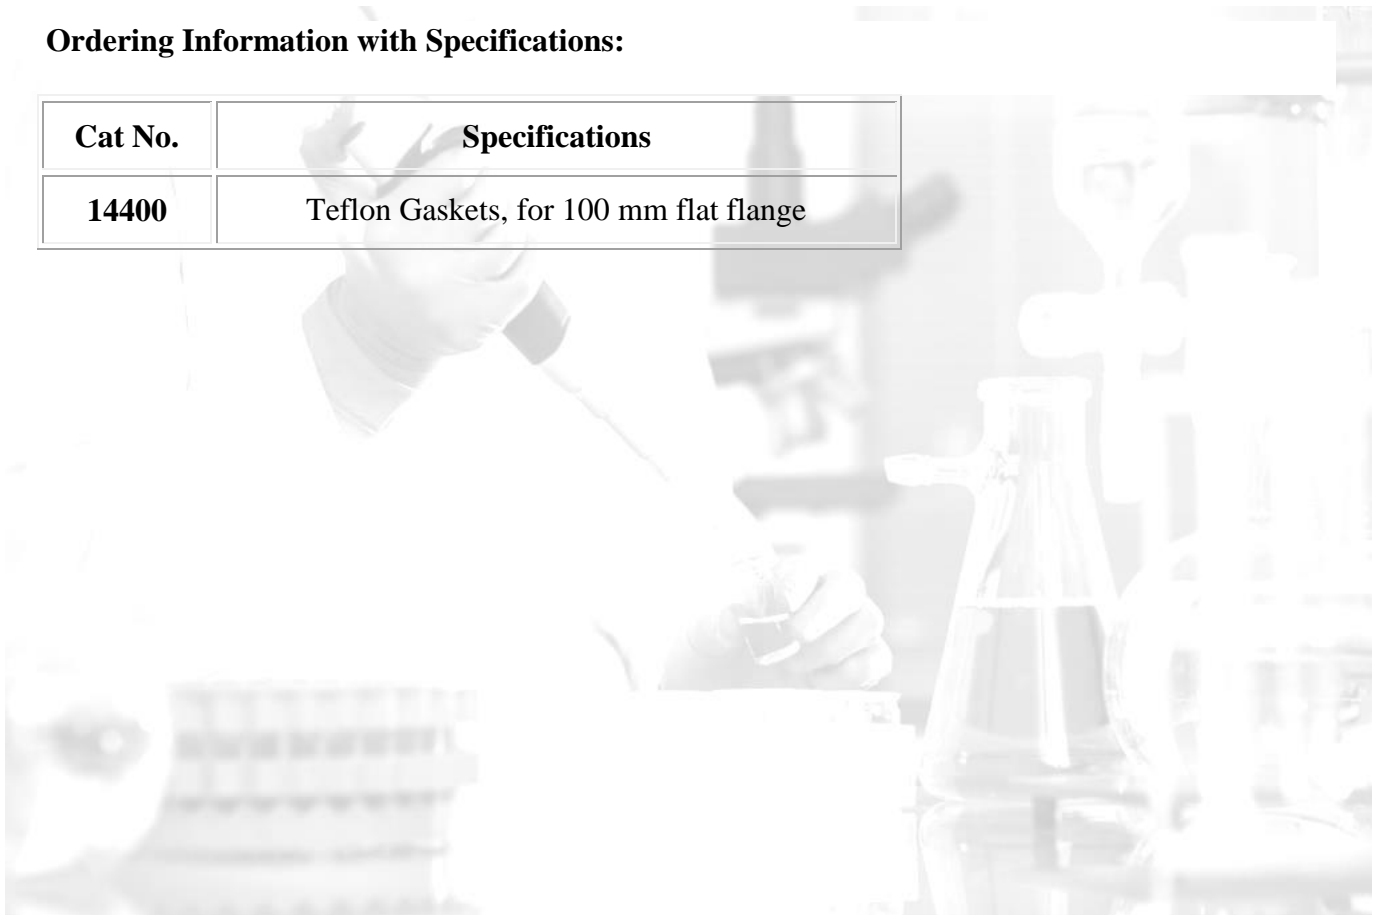 Ordering Information with Specifications:
Cat No. Specifications
14400 Teflon Gaskets, for 100 mm flat flange